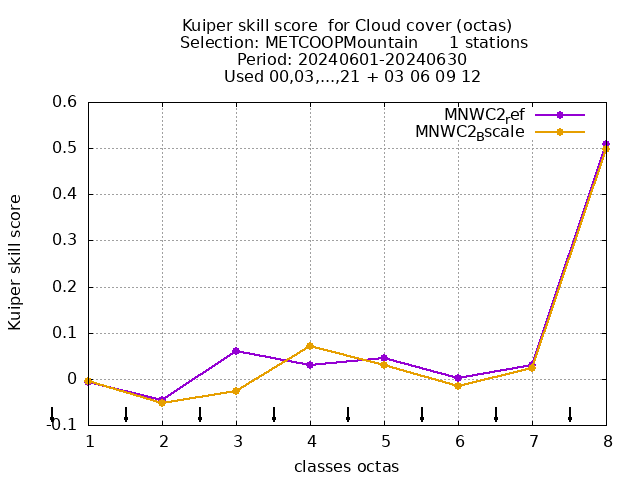 Kuiper skill score for Cloud cover (octas)
Selection: METCOOPMountain 1 stations
Period: 20240601-20240630
Used 00,03,...,21 + 03 06 09 12
MNWC2ref
MNWC2Bscale
0.6
0.5
0.4
0.3
0.2
0.1
0
-0.1
Kuiper skill score
1 2 3 4 5 6 7 8
classes octas